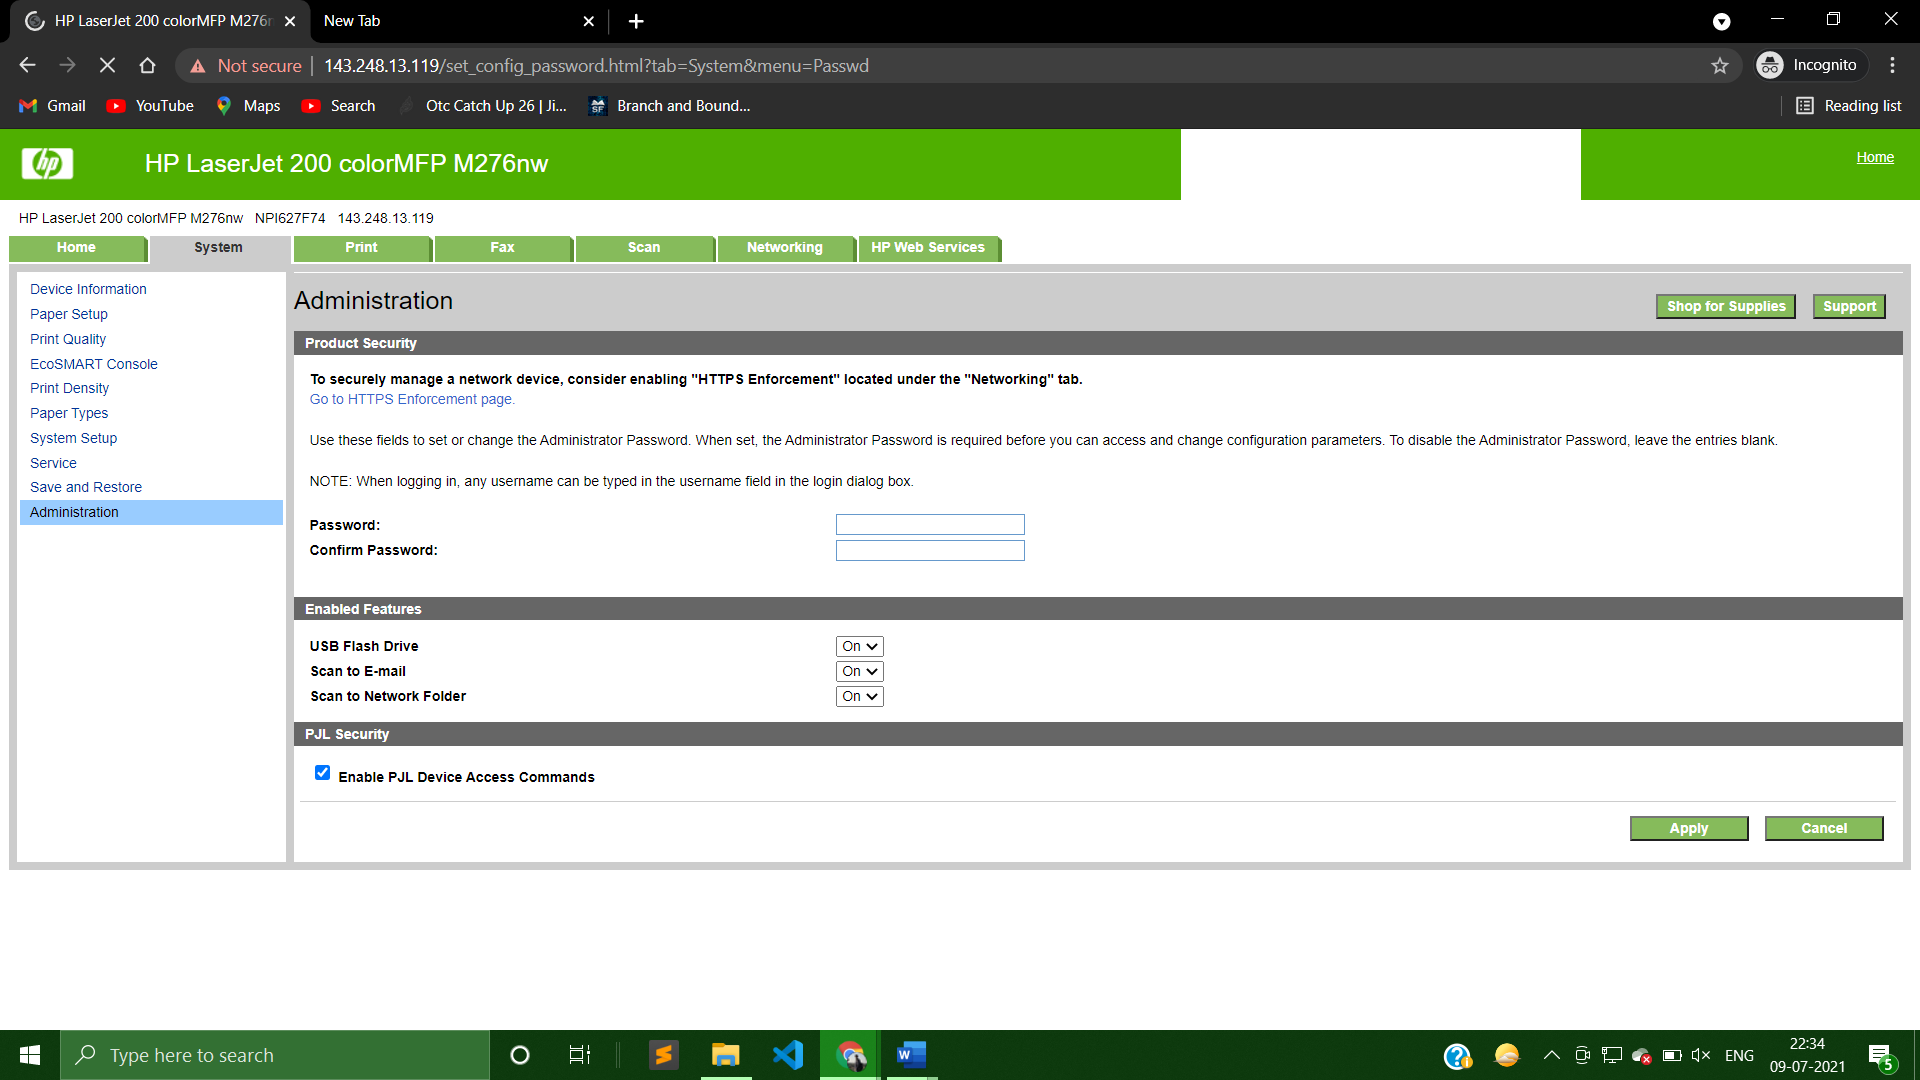 HP LaserJet 200 colorMFP M276n
New Tab
Not secure
143.248.13.119/set_config_password.html?tab=System&menu=Passwd
Incognito
Gmail
YouTube
Maps
Search
Otc Catch Up 26 | Ji...
Branch and Bound...
Reading list
hp
HP LaserJet 200 colorMFP M276nw
Home
HP LaserJet 200 colorMFP M276nw NPI627F74 143.248.13.119
Home
System
Print
Fax
Scan
Networking
HP Web Services
Device Information
Paper Setup
Print Quality
EcoSMART Console
Print Density
Paper Types
System Setup
Service
Save and Restore
Administration
Administration
Shop for Supplies
Support
Product Security
To securely manage a network device, consider enabling "HTTPS Enforcement" located under the "Networking" tab.
Go to HTTPS Enforcement page.
Use these fields to set or change the Administrator Password. When set, the Administrator Password is required before you can access and change configuration parameters. To disable the Administrator Password, leave the entries blank.
NOTE: When logging in, any username can be typed in the username field in the login dialog box.
Password:
Confirm Password:
Enabled Features
USB Flash Drive
On
Scan to E-mail
On
Scan to Network Folder
On
PJL Security
Enable PJL Device Access Commands
Apply
Cancel
Type here to search
ENG
22:34
09-07-2021
5